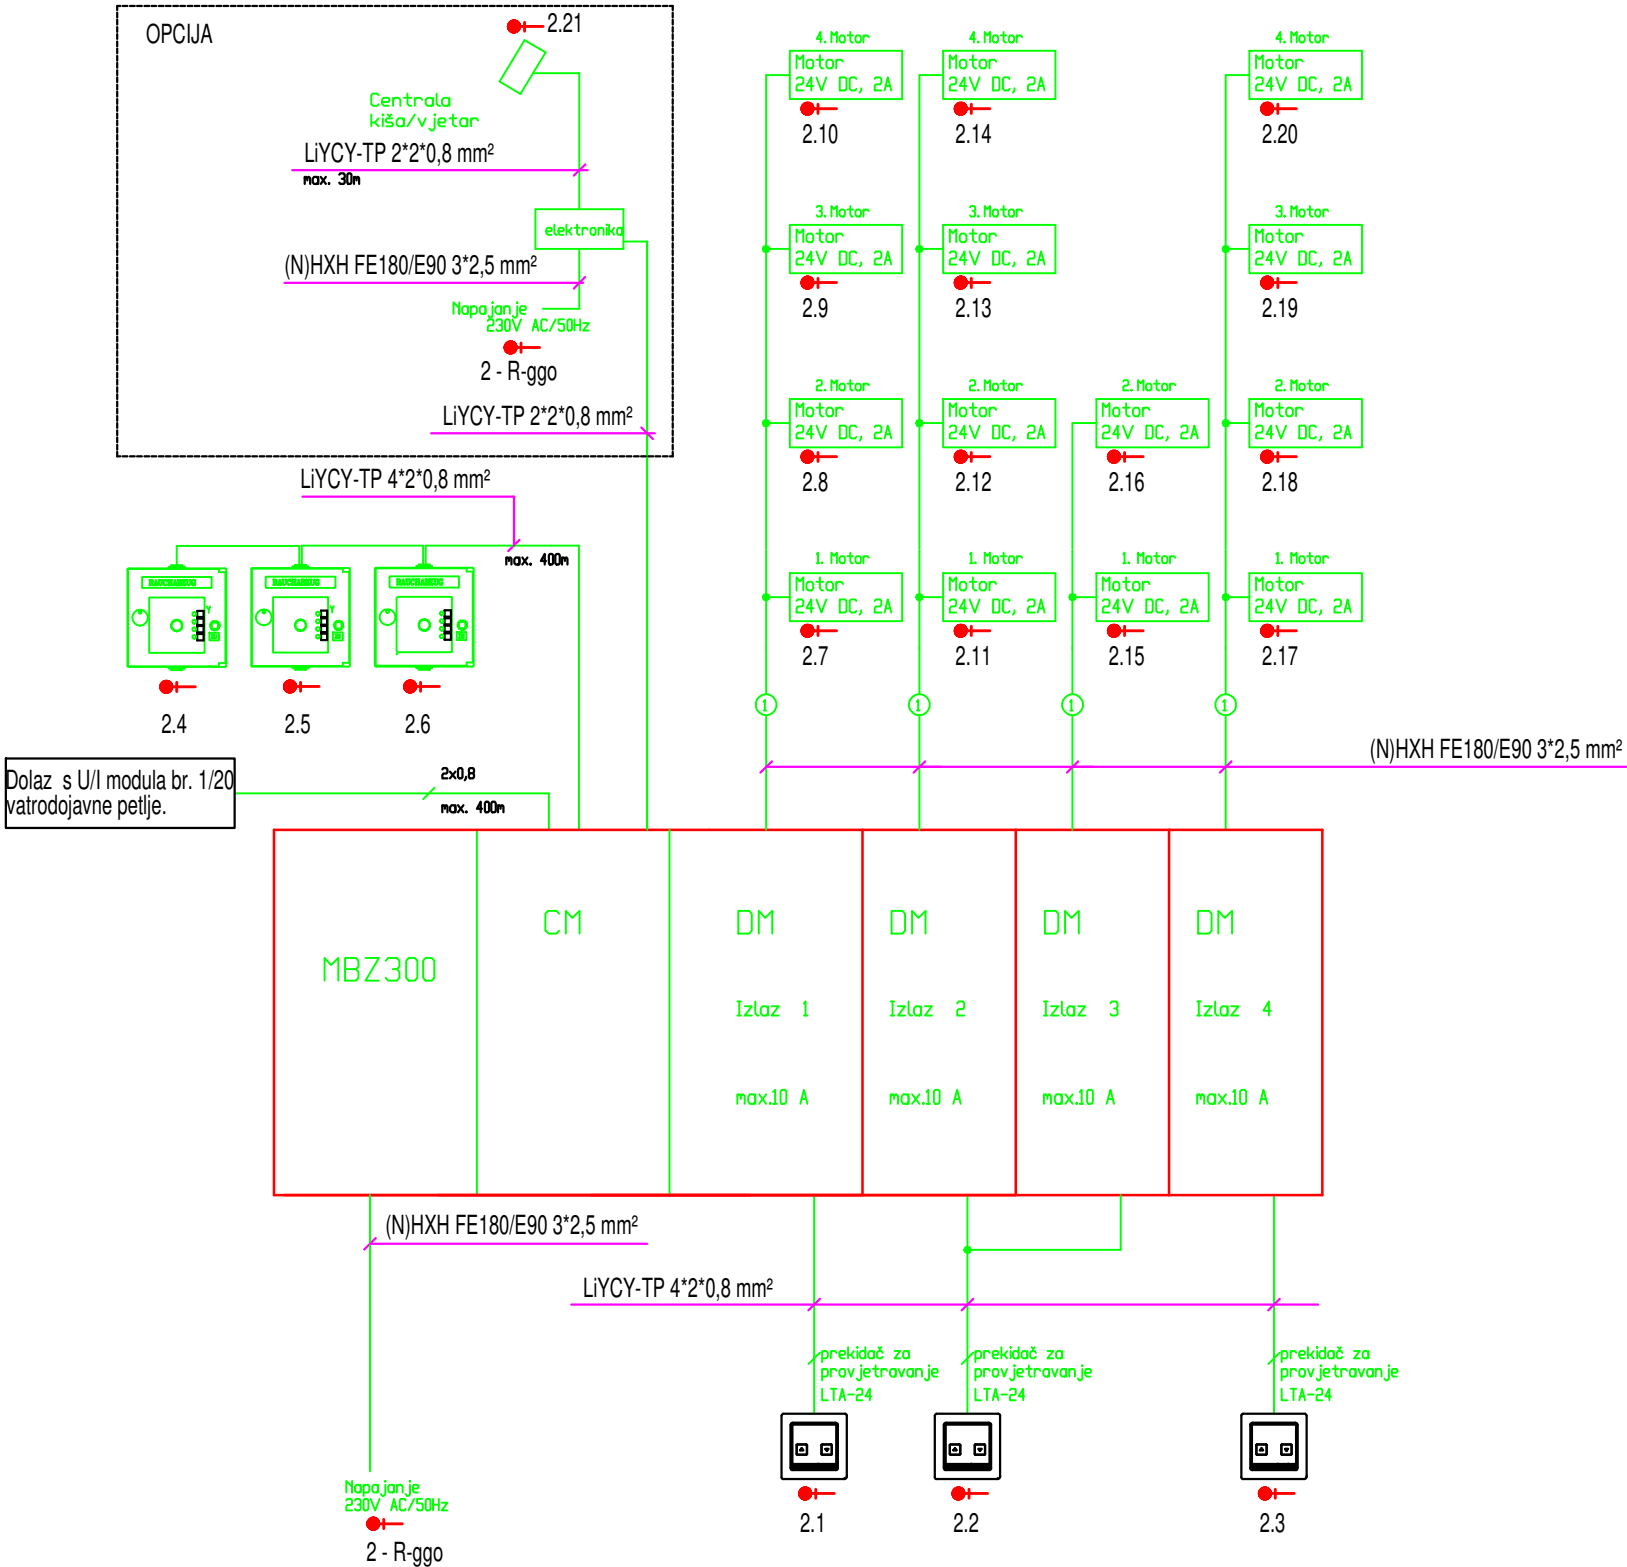 OPCIJA
2.21
Centrala
kiša/vjetar
LiYCY-TP 2*2*0,8 mm²
max. 30m
elektronika
(N)HXH FE180/E90 3*2,5 mm²
Napajanje
230V AC/50Hz
2 - R-ggo
LiYCY-TP 2*2*0,8 mm²
4. Motor
Motor
24V DC, 2A
2.10
4. Motor
Motor
24V DC, 2A
2.14
4. Motor
Motor
24V DC, 2A
2.20
3. Motor
Motor
24V DC, 2A
2.9
3. Motor
Motor
24V DC, 2A
2.13
3. Motor
Motor
24V DC, 2A
2.19
2. Motor
Motor
24V DC, 2A
2.8
2. Motor
Motor
24V DC, 2A
2.12
2. Motor
Motor
24V DC, 2A
2.16
2. Motor
Motor
24V DC, 2A
2.18
1. Motor
Motor
24V DC, 2A
2.7
1. Motor
Motor
24V DC, 2A
2.11
1. Motor
Motor
24V DC, 2A
2.15
1. Motor
Motor
24V DC, 2A
2.17
1
1
1
1
(N)HXH FE180/E90 3*2,5 mm²
LiYCY-TP 4*2*0,8 mm²
max. 400m
RAUCHABZUG
RAUCHABZUG
RAUCHABZUG
2.4
2.5
2.6
Dolaz s U/I modula br. 1/20
vatrodojavne petlje.
2x0,8
max. 400m
MBZ300
CM
DM
Izlaz 1
max.10 A
DM
Izlaz 2
max.10 A
DM
Izlaz 3
max.10 A
DM
Izlaz 4
max.10 A
(N)HXH FE180/E90 3*2,5 mm²
LiYCY-TP 4*2*0,8 mm²
prekidač za
provjetravanje
LTA-24
2.1
prekidač za
provjetravanje
LTA-24
2.2
prekidač za
provjetravanje
LTA-24
2.3
Napajanje
230V AC/50Hz
2 - R-ggo